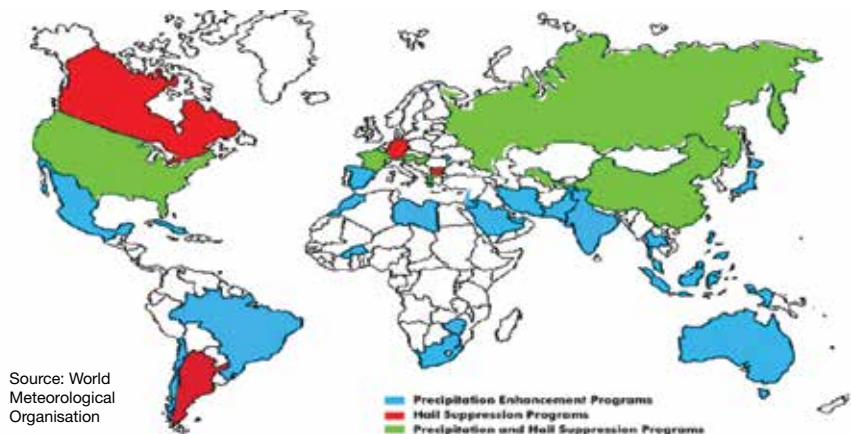 Source: World
Meteorological
Organisation
Precipitation Enhancement Programs
Hail Suppression Programs
Precipitation and Hail Suppression Programs